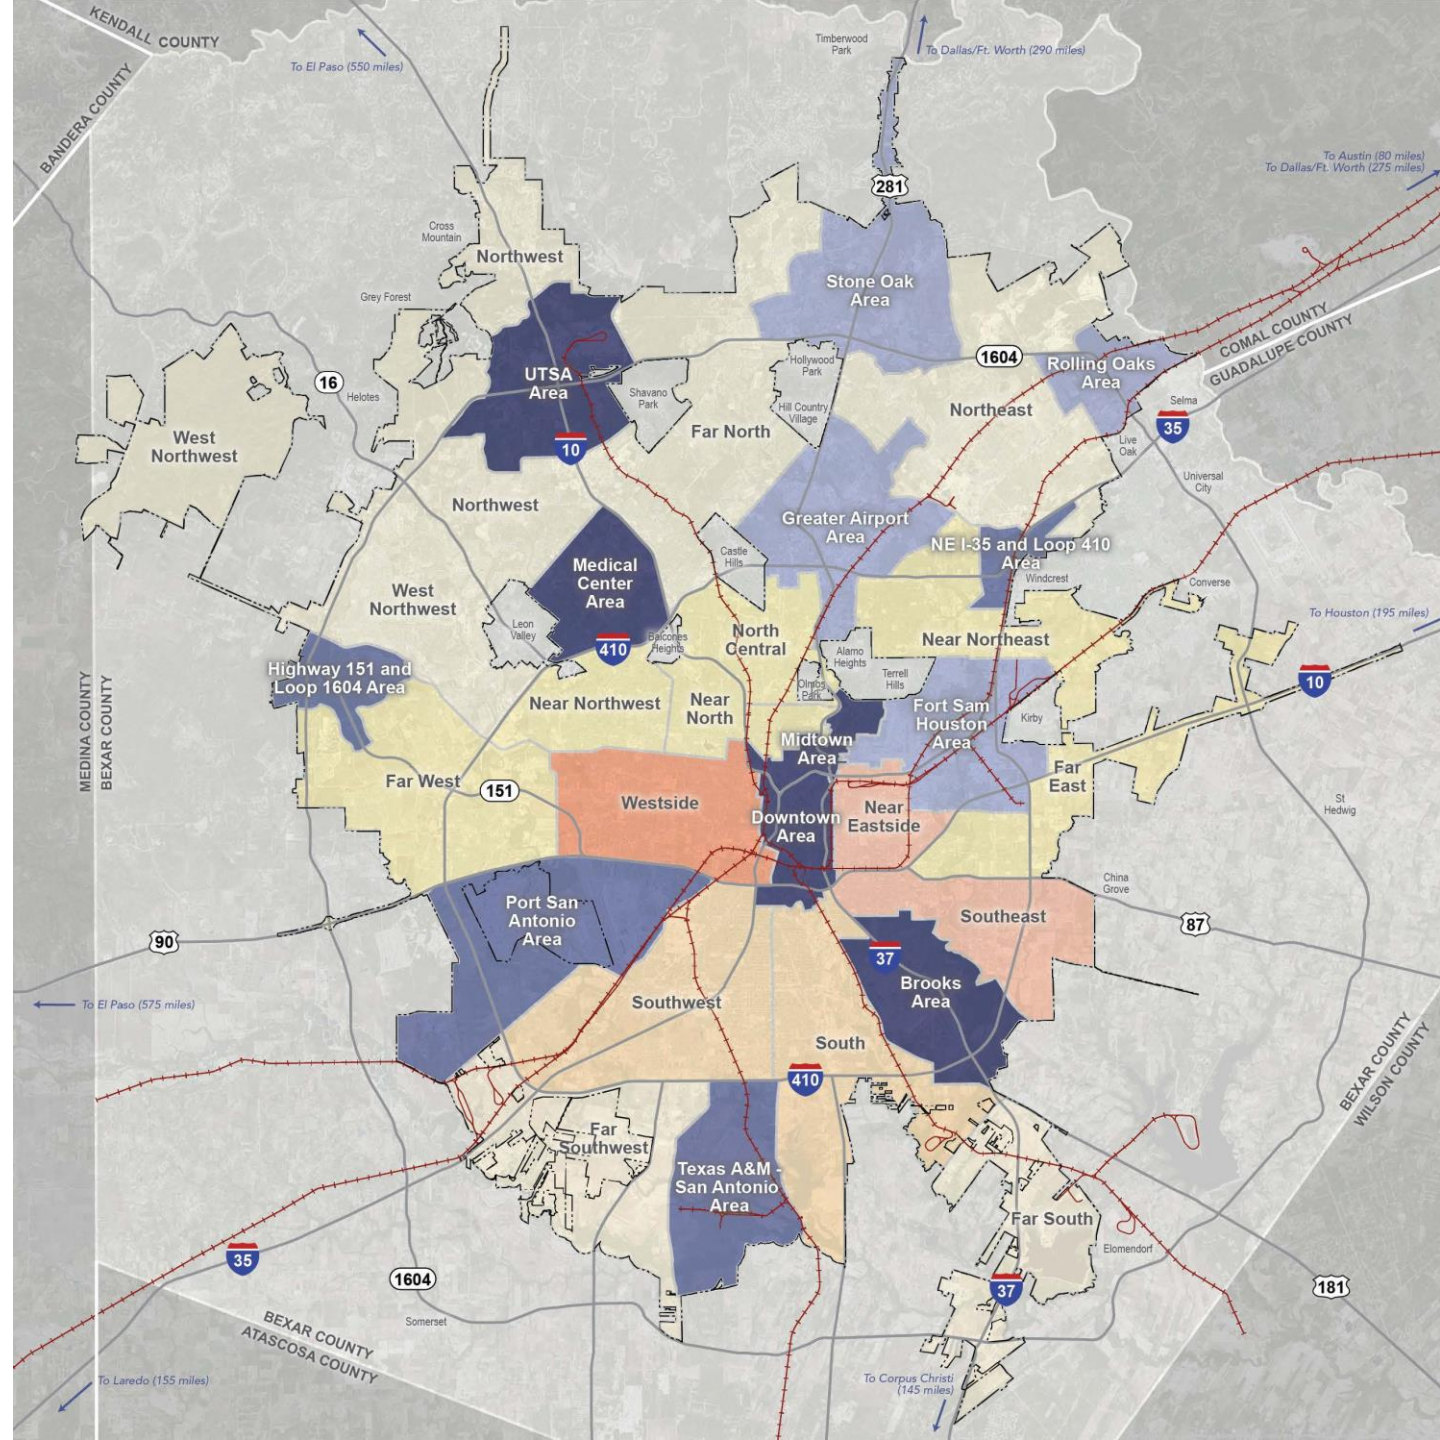 KENDALL COUNTY
BANDERA COUNTY
To El Paso (550 miles)
Timberwood
Park
To Dallas/Ft. Worth (290 miles)
To Austin (80 miles)
To Dallas/Ft. Worth (275 miles)
281
Cross
Mountain
Northwest
Grey Forest
Stone Oak
Area
COMAL COUNTY
GUADALUPE COUNTY
1604
16
Helotes
UTSA
Area
Shavano
Park
Hollywood
Park
Hill Country
Village
Rolling Oaks
Area
Selma
Northeast
Far North
35
Live
Oak
10
West
Northwest
Universal
City
Northwest
Greater Airport
Area
NE I-35 and Loop 410
Area
Castle
Hills
Medical
Center
Area
Windcrest
Converse
West
Northwest
To Houston (195 miles)
Leon
Valley
410
Balcones
Heights
North
Central
Near Northeast
Alamo
Heights
Terrell
Hills
Olmos
Park
10
Highway 151 and
Loop 1604 Area
MEDINA COUNTY
BEXAR COUNTY
Near Northwest
Near
North
Fort Sam
Houston
Area
Kirby
Midtown
Area
Far West
151
Far
East
Westside
Downtown
Area
Near
Eastside
St
Hedwig
China
Grove
Port San
Antonio
Area
Southeast
87
90
37
Brooks
Area
To El Paso (575 miles)
Southwest
South
410
BEXAR COUNTY
WILSON COUNTY
Far
Southwest
Texas A&M -
San Antonio
Area
Far South
Elomendorf
35
1604
37
181
Somerset
BEXAR COUNTY
ATASCOSA COUNTY
To Laredo (155 miles)
To Corpus Christi
(145 miles)